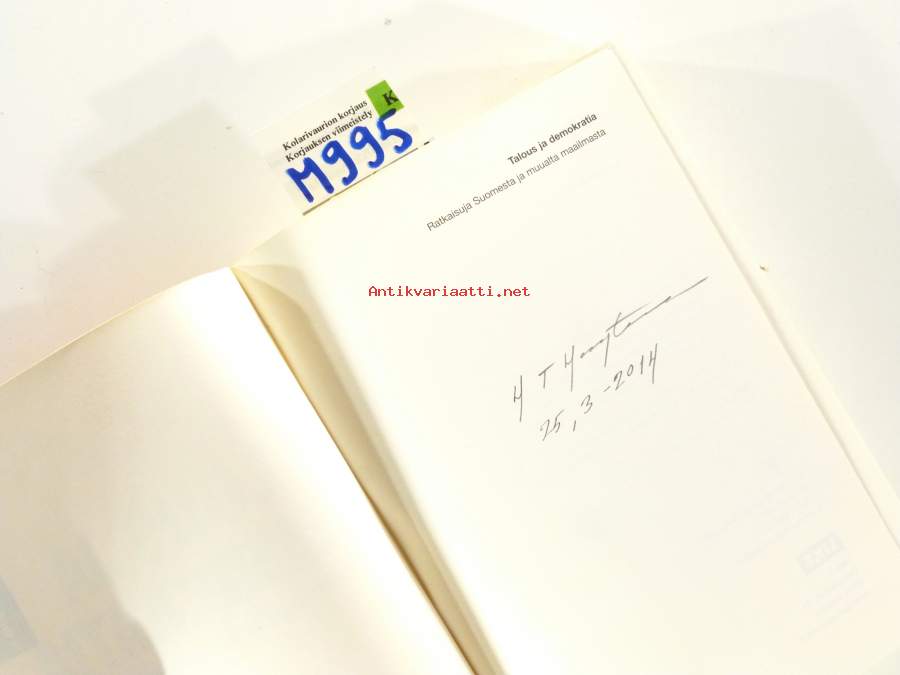 Kolarivaurion korjaus
Korjauksen viimeistely
K
M995
Talous ja demokratia
Ratkaisuja Suomesta ja muualta maailmasta
Antikvariaatti.net
H T
25,3-2014